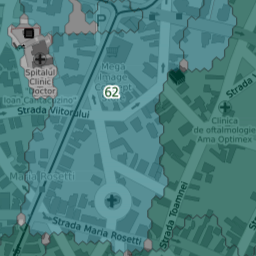 P
Mega
Image
Spitalul
Clinic
Doctor
"Ioan Cantacuzino"
62
Strada Viitorului
Strada
Clinica
de oftalmologie
Ama Optimex
Maria Rosetti
Strada Toamnei
Strada Maria Rosetti
Strada